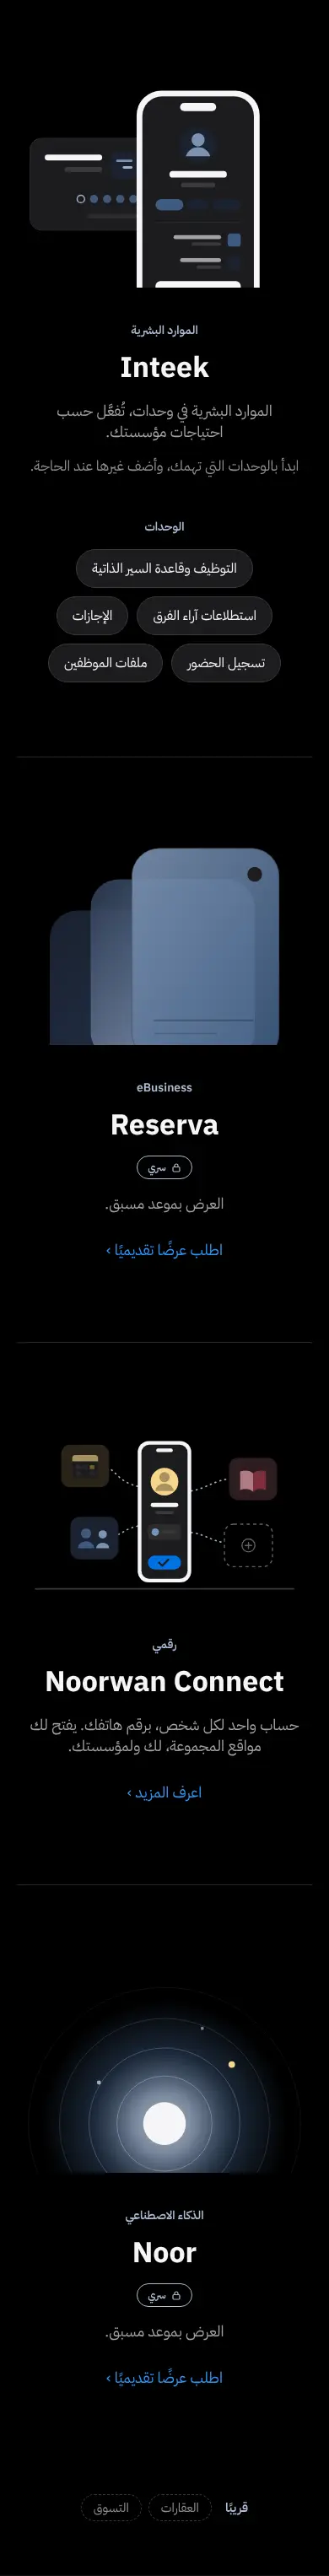 الموارد البشرية
Inteek
الموارد البشرية في وحدات، تُفعَّل حسب
احتياجات مؤسستك.
ابدأ بالوحدات التي تهمك، وأضف غيرها عند الحاجة.
الوحدات
التوظيف وقاعدة السير الذاتية
استطلاعات آراء الفرق
الإجازات
تسجيل الحضور
ملفات الموظفين
eBusiness
Reserva
سري
العرض بموعد مسبق.
اطلب عرضًا تقديميًا ›
رقمي
Noorwan Connect
حساب واحد لكل شخص، برقم هاتفك. يفتح لك
مواقع المجموعة، لك ولمؤسستك.
اعرف المزيد ›
الذكاء الاصطناعي
Noor
سري
العرض بموعد مسبق.
اطلب عرضًا تقديميًا ›
قريبًا
العقارات
التسوق